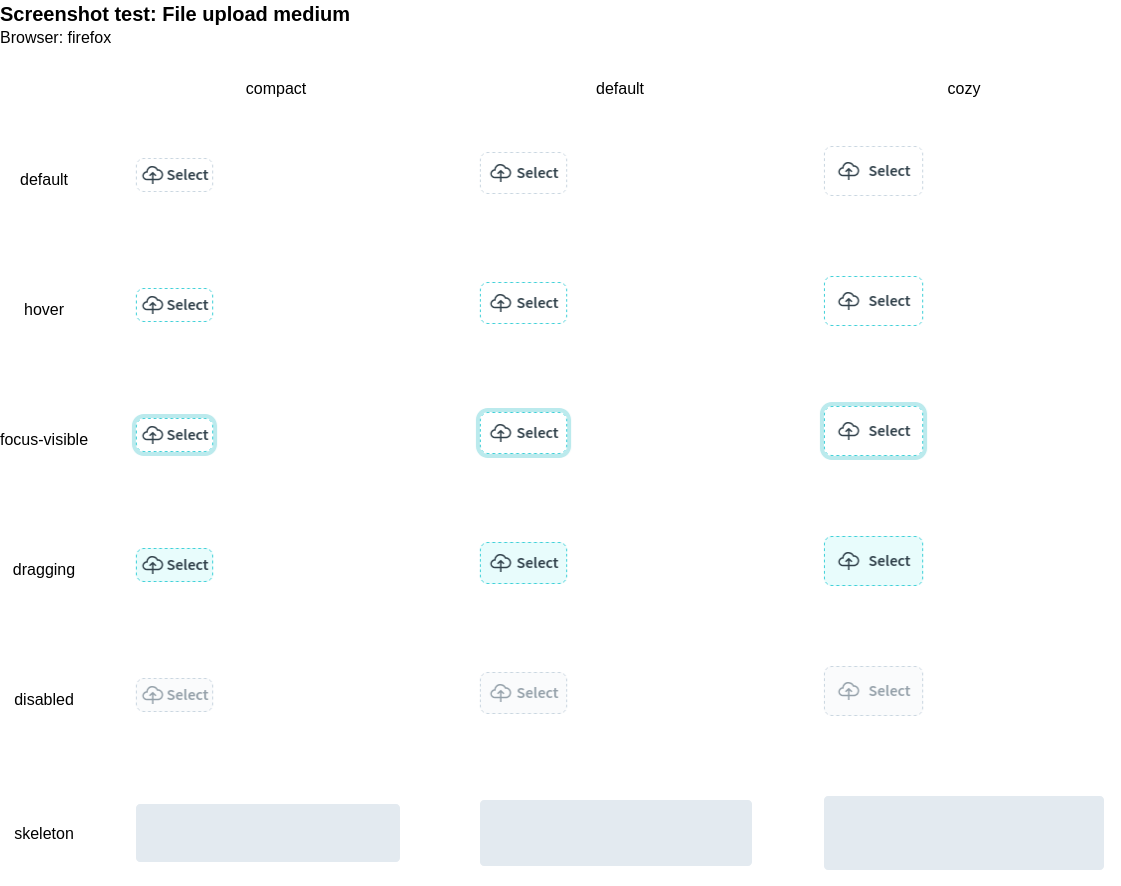 Screenshot test: File upload medium
Browser: firefox
compact default cozy
default Select Select Select
hover Select Select Select
focus-visible Select Select Select
dragging Select Select Select
disabled Select Select Select
skeleton